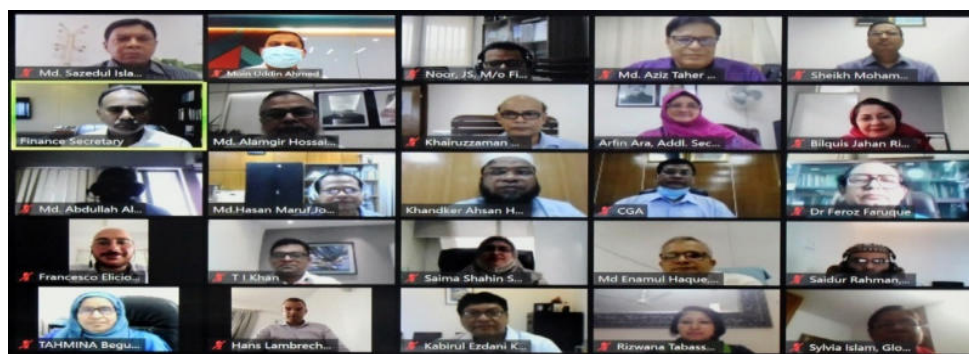 Md. Sazedul Isla...
Moin Uddin Ahmed
Noor, JS, M/o Fi...
Md. Aziz Taher ...
Sheikh Moham...
Finance Secretary
Md. Alamgir Hossai...
Khairuzzaman ...
Arfin Ara, Addl. Sec...
Bilquis Jahan Ri...
Md. Abdullah Al...
Md.Hasan Maruf,Jo...
Khandker Ahsan H...
CGA
Dr Feroz Faruque
Francesco Elicio...
T I.Khan
Saima Shahin S...
Md Enamul Haque,...
Saidur Rahman,...
TAHMINA Begu...
Hans Lambrech...
Kabirul Ezdani K...
Rizwana Tabass...
Sylvia Islam, Glo...